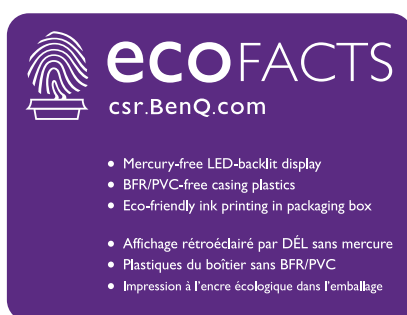 ecoFACTS
csr.BenQ.com
• Mercury-free LED-backlit display
• BFR/PVC-free casing plastics
• Eco-friendly ink printing in packaging box
• Affichage rétroéclairé par DÉL sans mercure
• Plastiques du boîtier sans BFR/PVC
• Impression à l'encre écologique dans l'emballage